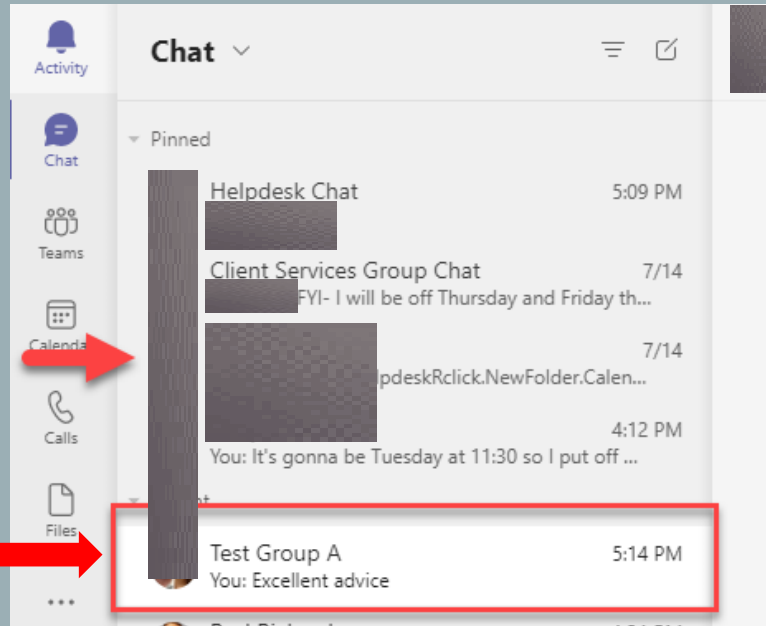 Activity
Chat
Teams
Calenda
Calls
Files
Chat
Pinned
Helpdesk Chat 5:09 PM
Client Services Group Chat 7/14
FYI- I will be off Thursday and Friday th...
7/14
lpdeskRclick.NewFolder.Calen...
4:12 PM
You: It's gonna be Tuesday at 11:30 so I put off ...
Test Group A 5:14 PM
You: Excellent advice